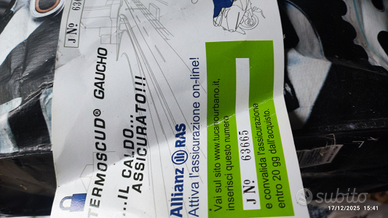 TERMOSCUD® GAUCHO
...IL CALDO...
ASSICURATO!!!
Allianz RAS
Attiva l'assicurazione on-line!
Vai sul sito www.tucanourbano.it,
inserisci questo numero
J № 63665
e convalida l'assicurazione
entro 20 gg dall'acquisto.
J №
subito
17/12/2025 • 15:41